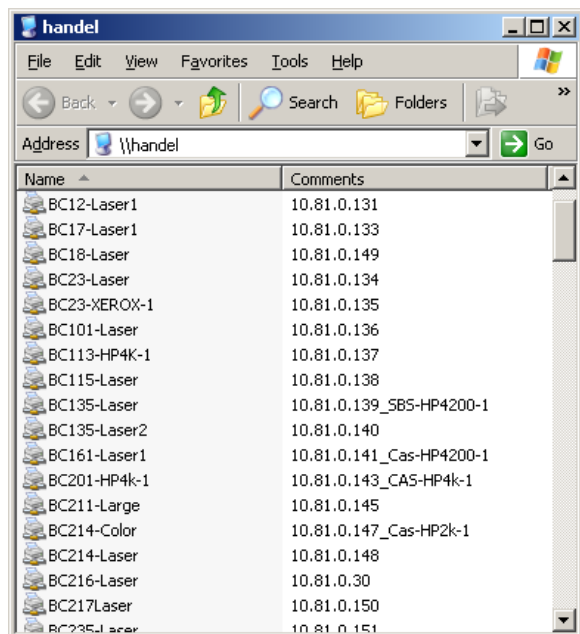 handel
File Edit View Favorites Tools Help
Back Search Folders »
Address \\handel Go
Name Comments
BC12-Laser1 10.81.0.131
BC17-Laser1 10.81.0.133
BC18-Laser 10.81.0.149
BC23-Laser 10.81.0.134
BC23-XEROX-1 10.81.0.135
BC101-Laser 10.81.0.136
BC113-HP4K-1 10.81.0.137
BC115-Laser 10.81.0.138
BC135-Laser 10.81.0.139_SBS-HP4200-1
BC135-Laser2 10.81.0.140
BC161-Laser1 10.81.0.141_Cas-HP4200-1
BC201-HP4k-1 10.81.0.143_CAS-HP4k-1
BC211-Large 10.81.0.145
BC214-Color 10.81.0.147_Cas-HP2k-1
BC214-Laser 10.81.0.148
BC216-Laser 10.81.0.30
BC217Laser 10.81.0.150
BC235-Laser 10.81.0.151